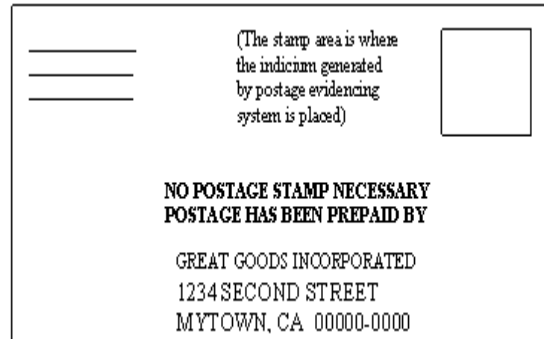 (The stamp area is where
the indicium generated
by postage evidencing
system is placed)
NO POSTAGE STAMP NECESSARY
POSTAGE HAS BEEN PREPAID BY
GREAT GOODS INCORPORATED
1234 SECOND STREET
MYTOWN, CA 00000-0000